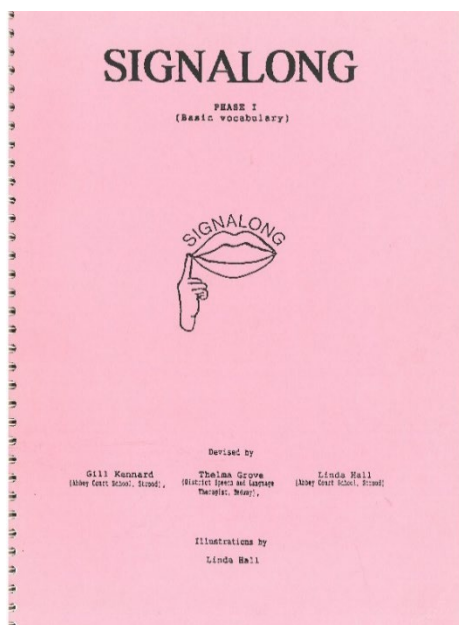 SIGNALONG
PHASE I
(Basic vocabulary)
SIGNALONG
Devised by
Gill Kennard Thelma Grove Linda Hall
(Abbey Court School, Strood), (District Speech and Language (Abbey Court School, Strood)
Therapist, Medway),
Illustrations by
Linda Hall